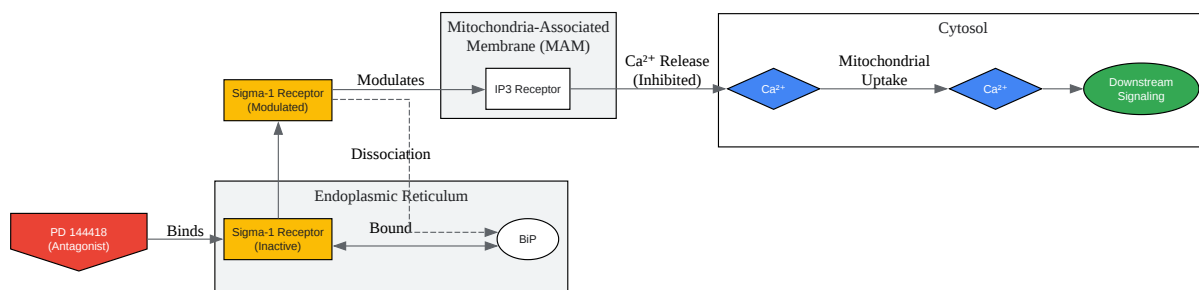 Mitochondria-Associated
Membrane (MAM)
Cytosol
Ca²⁺ Release
(Inhibited)
Mitochondrial
Uptake
Modulates
Sigma-1 Receptor
(Modulated)
IP3 Receptor
Ca²⁺
Ca²⁺
Downstream
Signaling
Dissociation
Endoplasmic Reticulum
PD 144418
(Antagonist)
Binds
Sigma-1 Receptor
(Inactive)
Bound
BiP